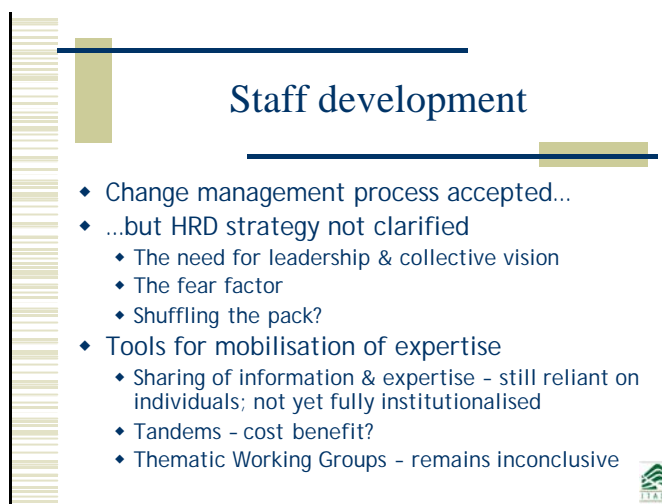 Staff development
Change management process accepted...
...but HRD strategy not clarified
The need for leadership & collective vision
The fear factor
Shuffling the pack?
Tools for mobilisation of expertise
Sharing of information & expertise – still reliant on
individuals; not yet fully institutionalised
Tandems – cost benefit?
Thematic Working Groups – remains inconclusive
ITAD